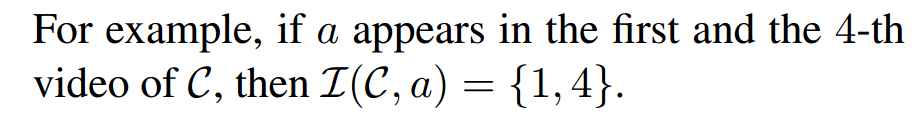 For example, if a appears in the first and the 4-th
video of 𝒞, then ℐ(𝒞, a) = {1, 4}.